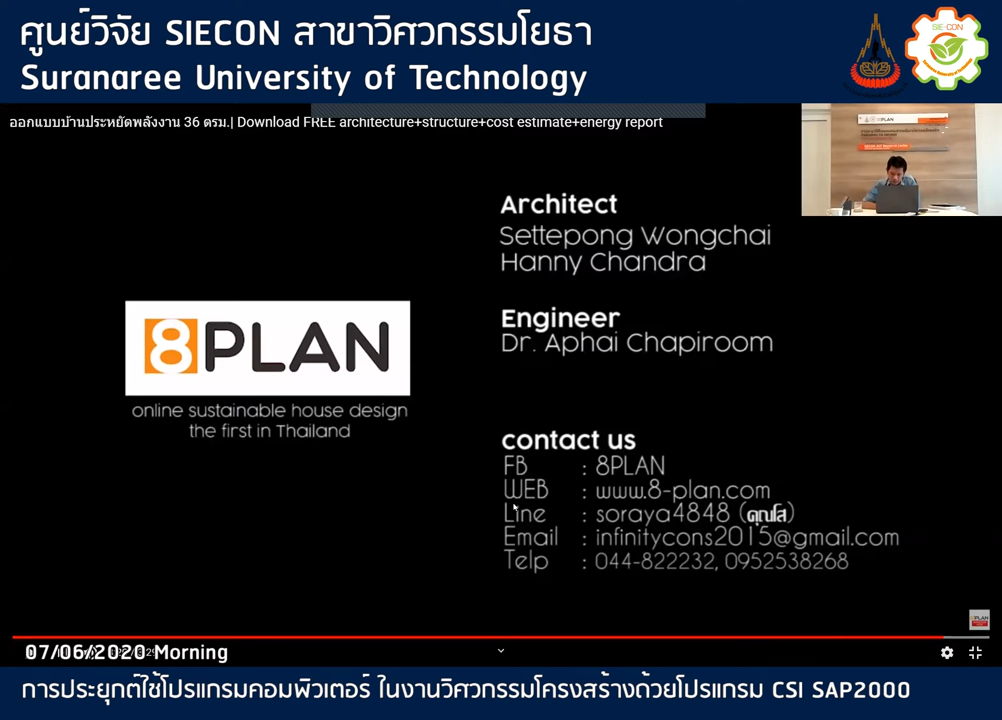 ศูนย์วิจัย SIECON สาขาวิศวกรรมโยธา
Suranaree University of Technology
SIE-CON
ออกแบบบ้านประหยัดพลังงาน 36 ตรม.| Download FREE architecture+structure+cost estimate+energy report
Architect
Settepong Wongchai
Hanny Chandra
8PLAN
online sustainable house design
the first in Thailand
Engineer
Dr. Aphai Chapiroom
contact us
FB : 8PLAN
WEB : www.8-plan.com
Line : soraya4848 (คุณโส)
Email : infinitycons2015@gmail.com
Telp : 044-822232, 0952538268
8PLAN
07/06/2020 Morning
การประยุกต์ใช้โปรแกรมคอมพิวเตอร์ ในงานวิศวกรรมโครงสร้างด้วยโปรแกรม CSI SAP2000